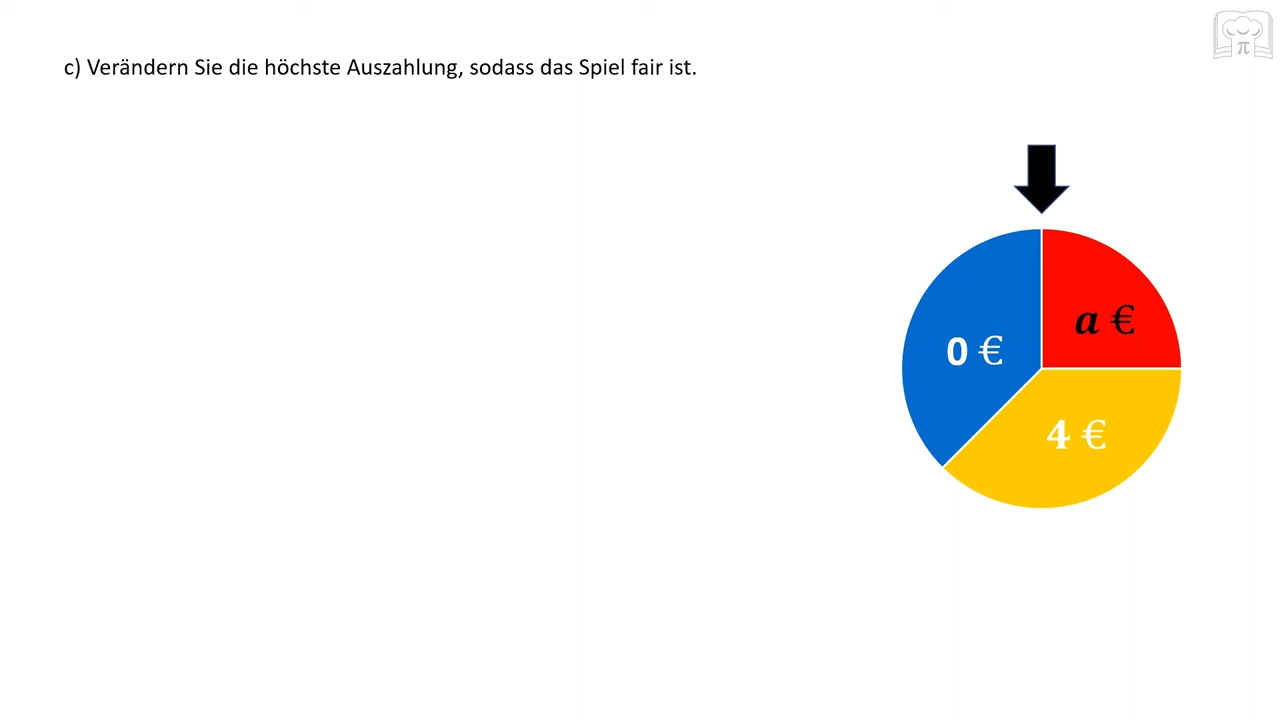 c) Verändern Sie die höchste Auszahlung, sodass das Spiel fair ist.
π
a €
0 €
4 €